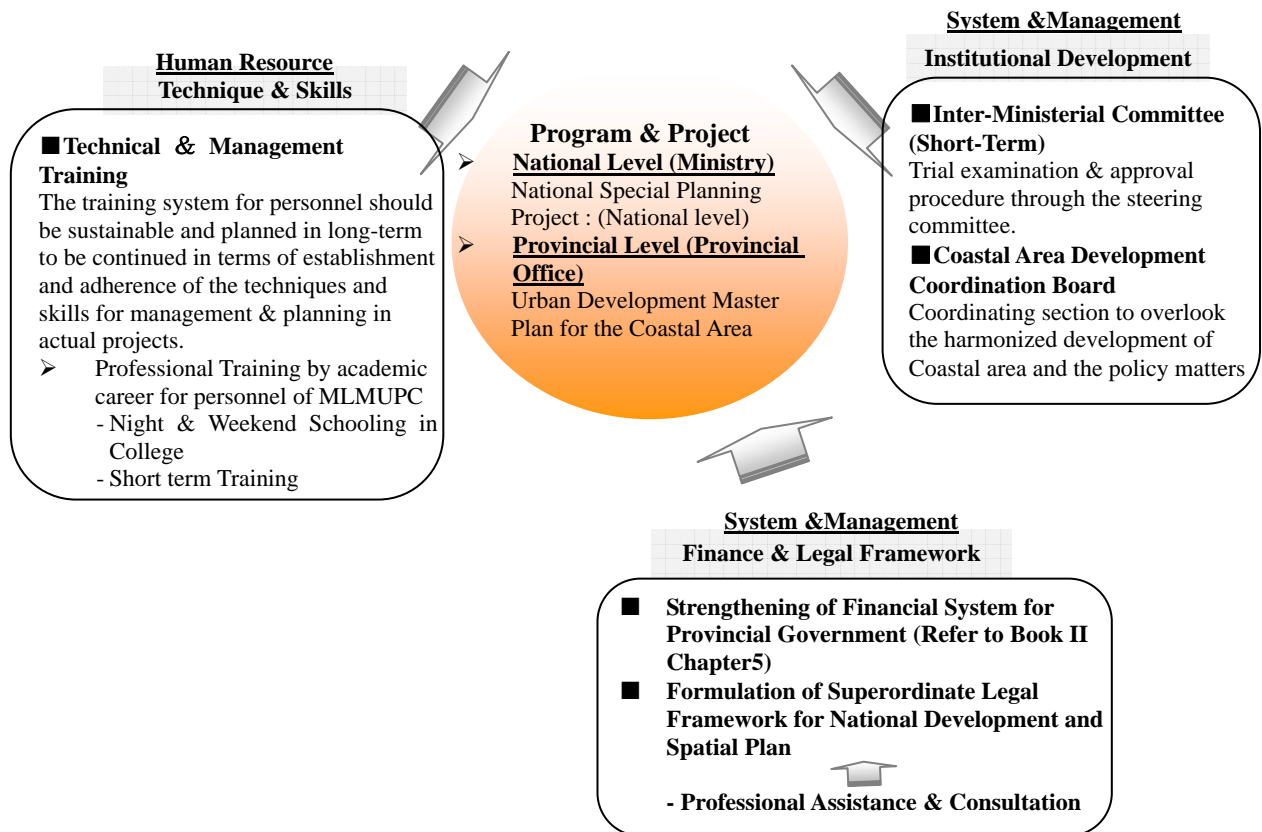 Human Resource
Technique & Skills
■Technical & Management
Training
The training system for personnel should
be sustainable and planned in long-term
to be continued in terms of establishment
and adherence of the techniques and
skills for management & planning in
actual projects.
➢ Professional Training by academic
career for personnel of MLMUPC
- Night & Weekend Schooling in
College
- Short term Training
Program & Project
➢ National Level (Ministry)
National Special Planning
Project : (National level)
➢ Provincial Level (Provincial
Office)
Urban Development Master
Plan for the Coastal Area
System &Management
Institutional Development
■Inter-Ministerial Committee
(Short-Term)
Trial examination & approval
procedure through the steering
committee.
■Coastal Area Development
Coordination Board
Coordinating section to overlook
the harmonized development of
Coastal area and the policy matters
System &Management
Finance & Legal Framework
■ Strengthening of Financial System for
Provincial Government (Refer to Book II
Chapter5)
■ Formulation of Superordinate Legal
Framework for National Development and
Spatial Plan
- Professional Assistance & Consultation